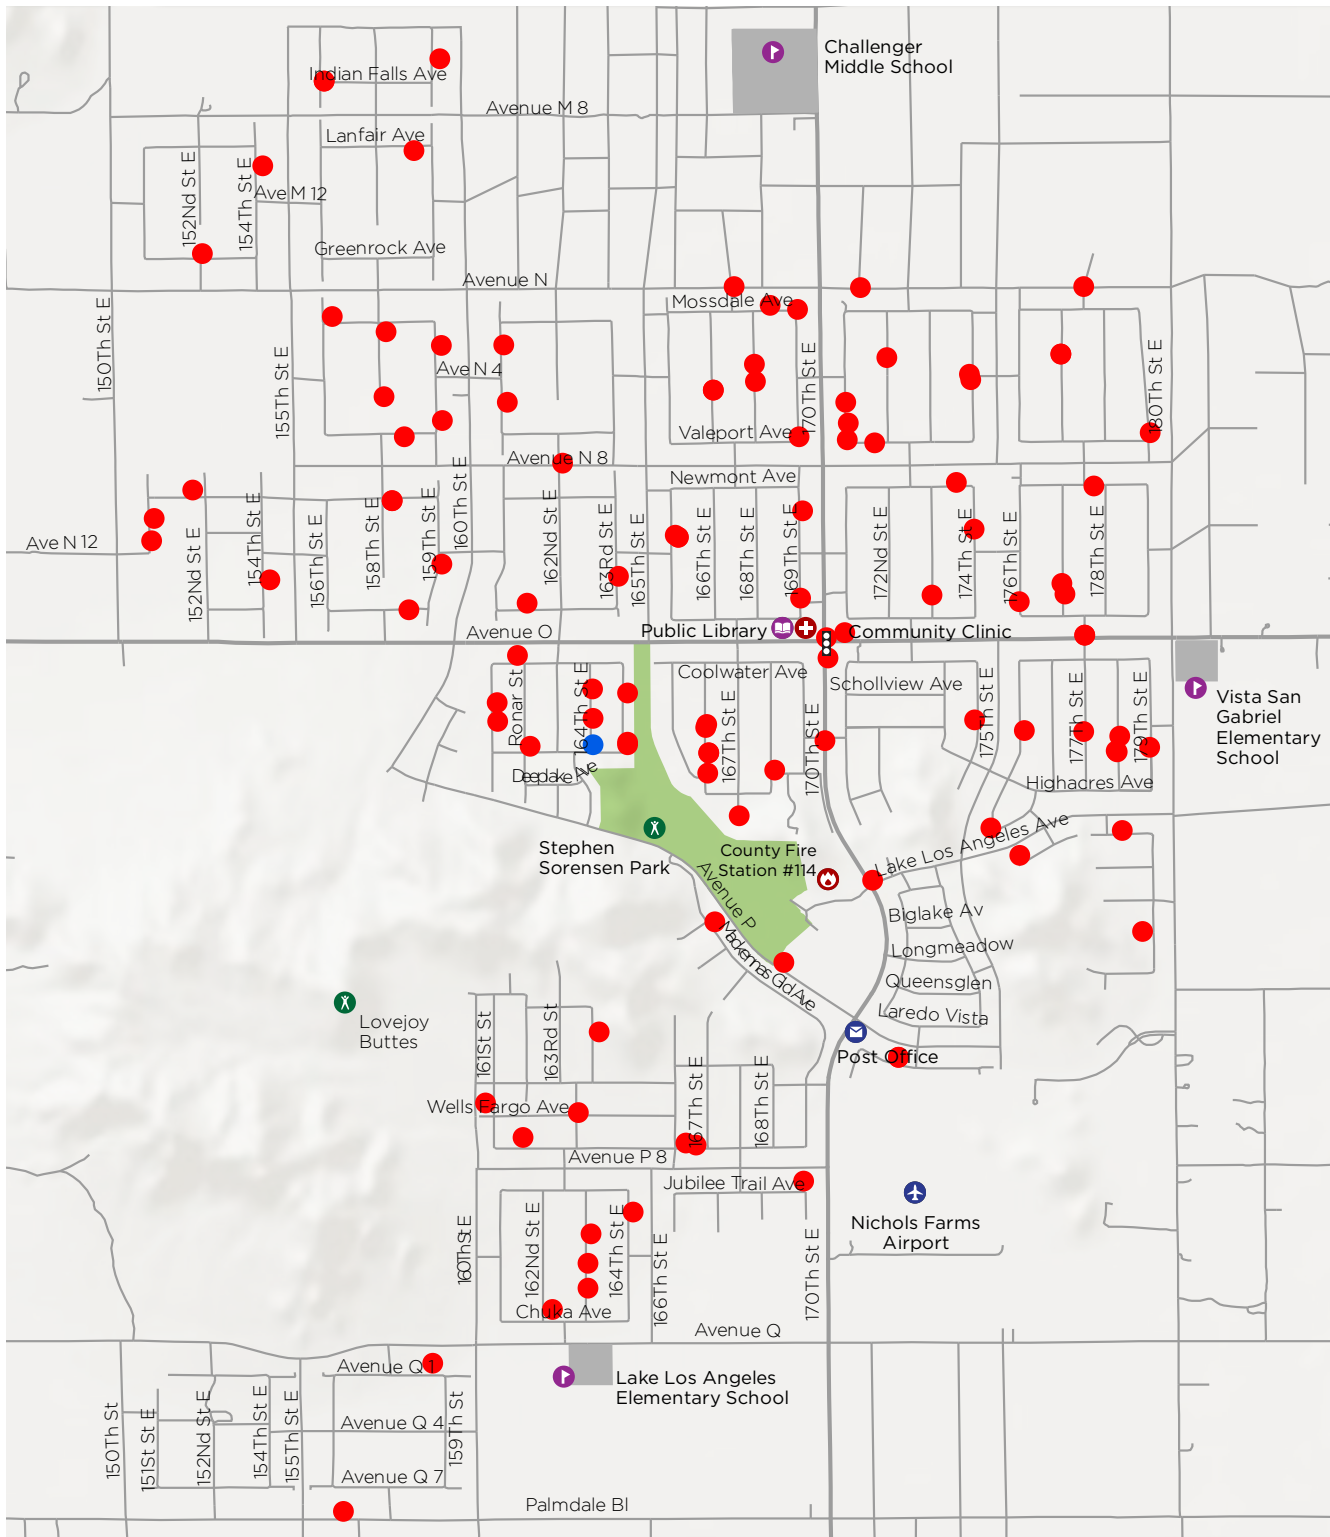 Challenger
Middle School
Indian Falls Ave
Avenue M 8
Lanfair Ave
152Nd St E
154Th St E
Ave M 12
Greenrock Ave
Avenue N
150Th St E
Mossdale Ave
155Th St E
Ave N 4
170Th St E
180Th St E
Valeport Ave
Avenue N 8
160Th St E
Newmont Ave
Ave N 12
152Nd St E
154Th St E
156Th St E
158Th St E
159Th St E
162Nd St E
163Rd St E
165Th St E
166Th St E
168Th St E
169Th St E
172Nd St E
174Th St E
176Th St E
178Th St E
Avenue O
Public Library
Community Clinic
Coolwater Ave
Schollview Ave
Ronar St
164Th St E
167Th St E
170Th St E
175Th St E
177Th St E
179Th St E
Vista San
Gabriel
Elementary
School
Deeplake Ave
Highacres Ave
Stephen
Sorensen Park
County Fire
Station #114
Lake Los Angeles Ave
Avenue P
Biglake Av
Mackennas Gld Ave
Longmeadow
Queensglen
Laredo Vista
Lovejoy
Buttes
161St St
163Rd St
Post Office
167Th St E
168Th St E
Wells Fargo Ave
Avenue P 8
Jubilee Trail Ave
160Th St E
162Nd St E
164Th St E
166Th St E
170Th St E
Nichols Farms
Airport
Chuka Ave
Avenue Q
Avenue Q 1
Lake Los Angeles
Elementary School
150Th St
151St St E
152Nd St E
154Th St E
155Th St E
159Th St
Avenue Q 4
Avenue Q 7
Palmdale Bl